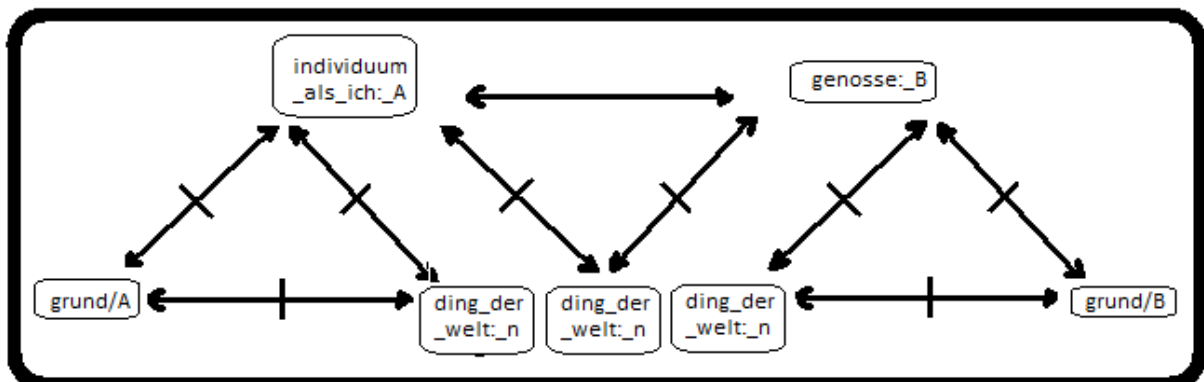 individuum
_als_ich:_A
genosse:_B
grund/A
ding_der
_welt:_n
ding_der
_welt:_n
ding_der
_welt:_n
grund/B